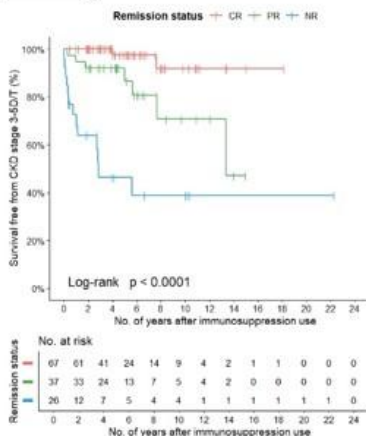 Remission status CR PR NR
Survival free from CKD stage 3-5D/T (%)
100%
80%
60%
40%
20%
0%
Log-rank p < 0.0001
0 2 4 6 8 10 12 14 16 18 20 22 24
No. of years after immunosuppression use
No. at risk
Remission status
67 61 41 24 14 9 4 2 1 1 0 0 0
37 33 24 13 7 5 4 2 0 0 0 0 0
26 12 7 5 4 4 1 1 1 1 1 1 0
0 2 4 6 8 10 12 14 16 18 20 22 24
No. of years after immunosuppression use